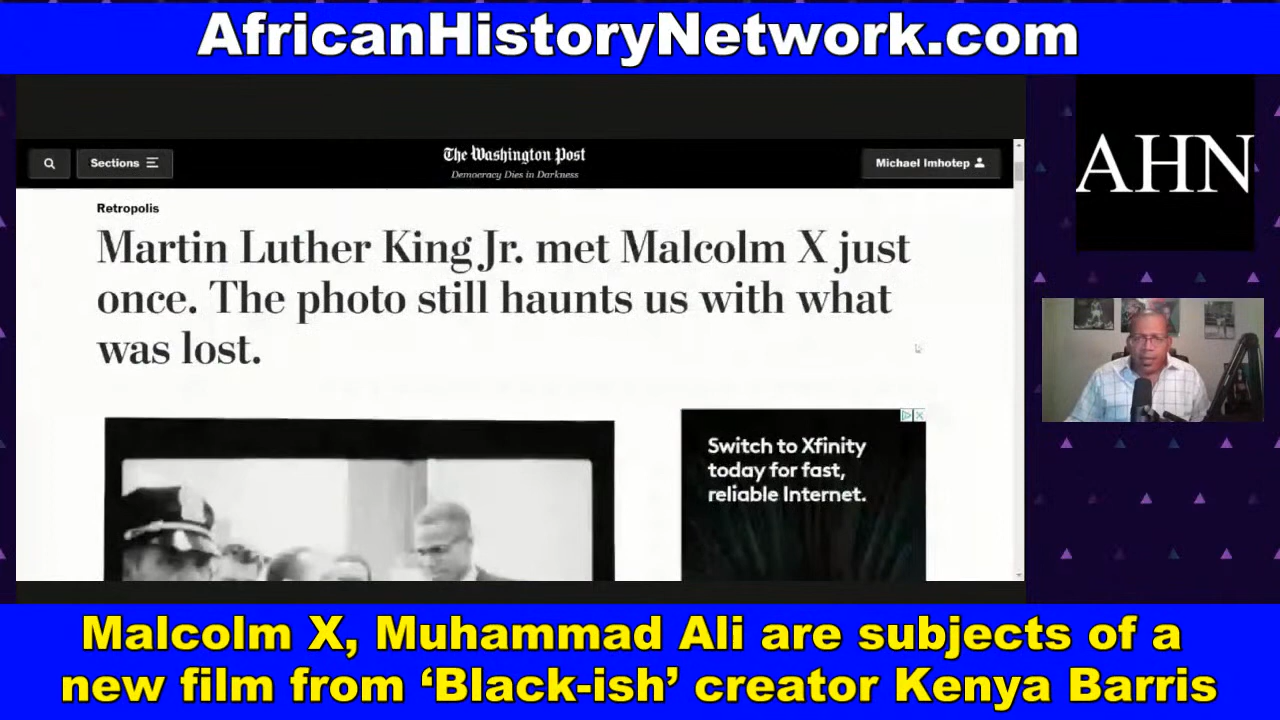 AfricanHistoryNetwork.com
Sections
The Washington Post
Democracy Dies in Darkness
Michael Imhotep
AHN
Retropolis
Martin Luther King Jr. met Malcolm X just
once. The photo still haunts us with what
was lost.
Switch to Xfinity
today for fast,
reliable Internet.
Malcolm X, Muhammad Ali are subjects of a
new film from ‘Black-ish’ creator Kenya Barris